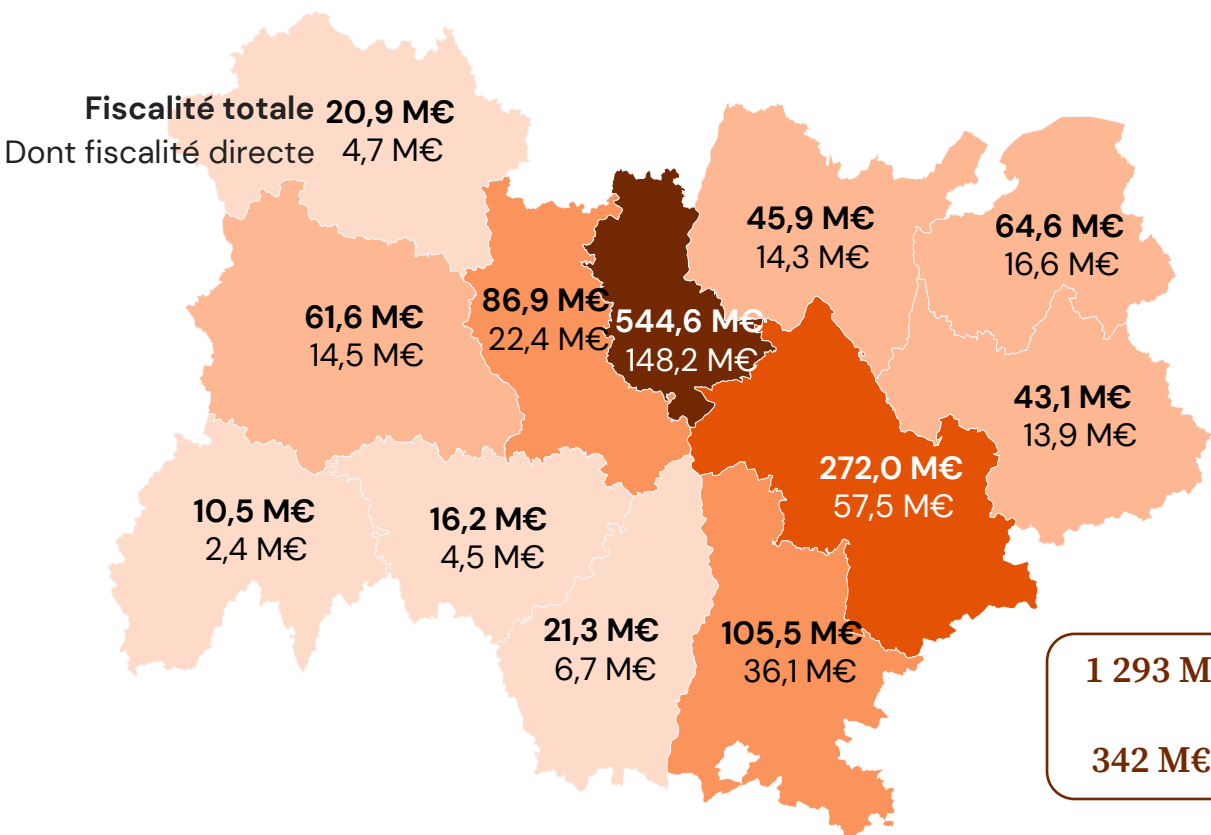 Fiscalité totale 20,9 M€
Dont fiscalité directe 4,7 M€
45,9 M€
14,3 M€
64,6 M€
16,6 M€
61,6 M€
14,5 M€
86,9 M€
22,4 M€
544,6 M€
148,2 M€
43,1 M€
13,9 M€
272,0 M€
57,5 M€
10,5 M€
2,4 M€
16,2 M€
4,5 M€
21,3 M€
6,7 M€
105,5 M€
36,1 M€
1 293 M
342 M€